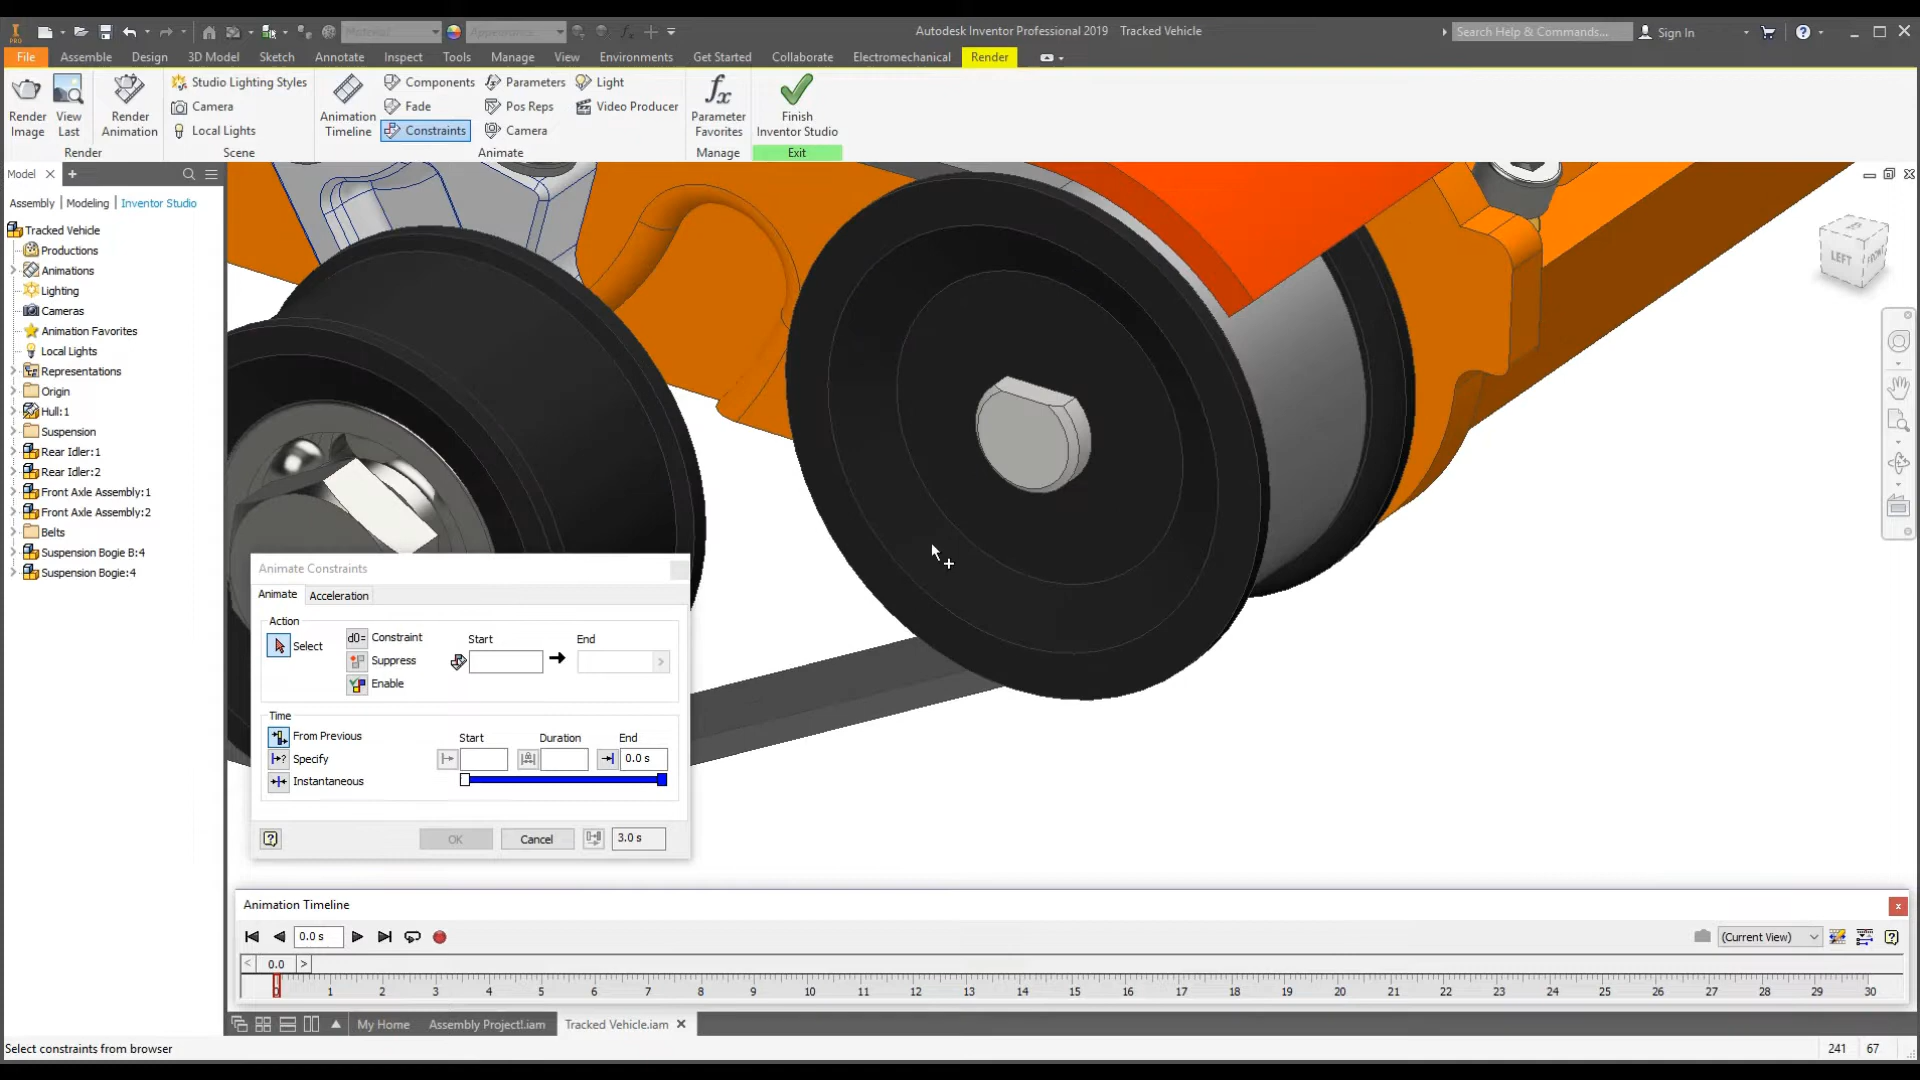 PRO
Material
Appearance
Autodesk Inventor Professional 2019 Tracked Vehicle
Search Help & Commands...
Sign In
File Assembly Design 3D Model Sketch Annotate Inspect Tools Manage View Environments Get Started Collaborate Electromechanical Render
Render Image
View Last
Render Animation
Render
Studio Lighting Styles
Camera
Local Lights
Scene
Animation Timeline
Components
Fade
Constraints
Parameters
Pos Reps
Camera
Light
Video Producer
Animate
fx
Parameter Favorites
Manage
Finish Inventor Studio
Exit
Model
Assembly | Modeling | Inventor Studio
Tracked Vehicle
Productions
Animations
Lighting
Cameras
Animation Favorites
Local Lights
Representations
Origin
Hull:1
Suspension
Rear Idler:1
Rear Idler:2
Front Axle Assembly:1
Front Axle Assembly:2
Belts
Suspension Bogie B:4
Suspension Bogie:4
LEFT
Animate Constraints
Animate Acceleration
Action
Select
d0= Constraint
Suppress
Enable
Start End
Time
From Previous
Specify
Instantaneous
Start Duration End
0.0 s
OK Cancel 3.0 s
Animation Timeline
0.0 s
(Current View)
< 0.0 >
0 1 2 3 4 5 6 7 8 9 10 11 12 13 14 15 16 17 18 19 20 21 22 23 24 25 26 27 28 29 30
My Home Assembly Project!.iam Tracked Vehicle.iam
Select constraints from browser
241 67